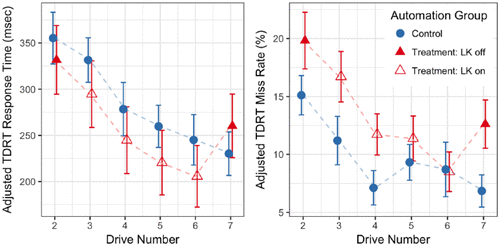 Adjusted TDRT Response Time (msec)
350
300
250
200
2 3 4 5 6 7
Drive Number
Adjusted TDRT Miss Rate (%)
20
15
10
5
2 3 4 5 6 7
Drive Number
Automation Group
Control
Treatment: LK off
Treatment: LK on